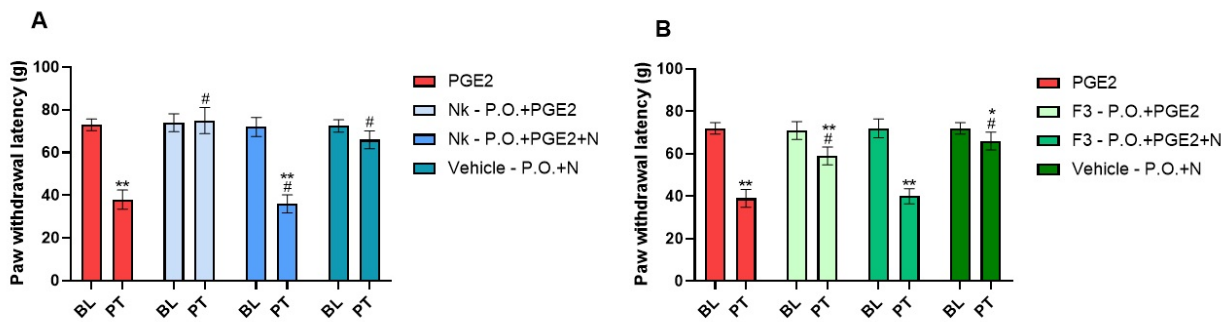 A
Paw withdrawal latency (g)
100
80
60
40
20
0
**
#
**
#
#
BL PT BL PT BL PT BL PT
PGE2
Nk - P.O.+PGE2
Nk - P.O.+PGE2+N
Vehicle - P.O.+N
B
Paw withdrawal latency (g)
100
80
60
40
20
0
**
**
#
**
*
#
BL PT BL PT BL PT BL PT
PGE2
F3 - P.O.+PGE2
F3 - P.O.+PGE2+N
Vehicle - P.O.+N